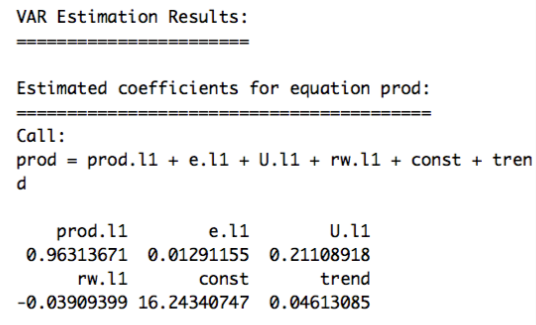 VAR Estimation Results:
=======================
Estimated coefficients for equation prod:
=========================================
Call:
prod = prod.l1 + e.l1 + U.l1 + rw.l1 + const + tren
d
prod.l1 e.l1 U.l1
0.96313671 0.01291155 0.21108918
rw.l1 const trend
-0.03909399 16.24340747 0.04613085